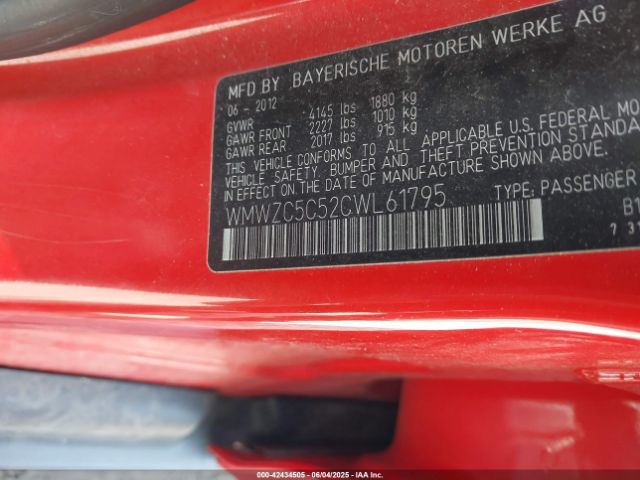 MFD BY BAYERISCHE MOTOREN WERKE AG
06 - 2012
GVWR 4145 lbs 1880 kg
GAWR FRONT 2227 lbs 1010 kg
GAWR REAR 2017 lbs 915 kg
THIS VEHICLE CONFORMS TO ALL APPLICABLE U.S. FEDERAL MO
VEHICLE SAFETY, BUMPER, AND THEFT PREVENTION STANDA
IN EFFECT ON THE DATE OF MANUFACTURE SHOWN ABOVE.
WMWZC5C52CWL61795 TYPE: PASSENGER
B1
7 31
000-42434505 06/04/2025 © IAA Inc.